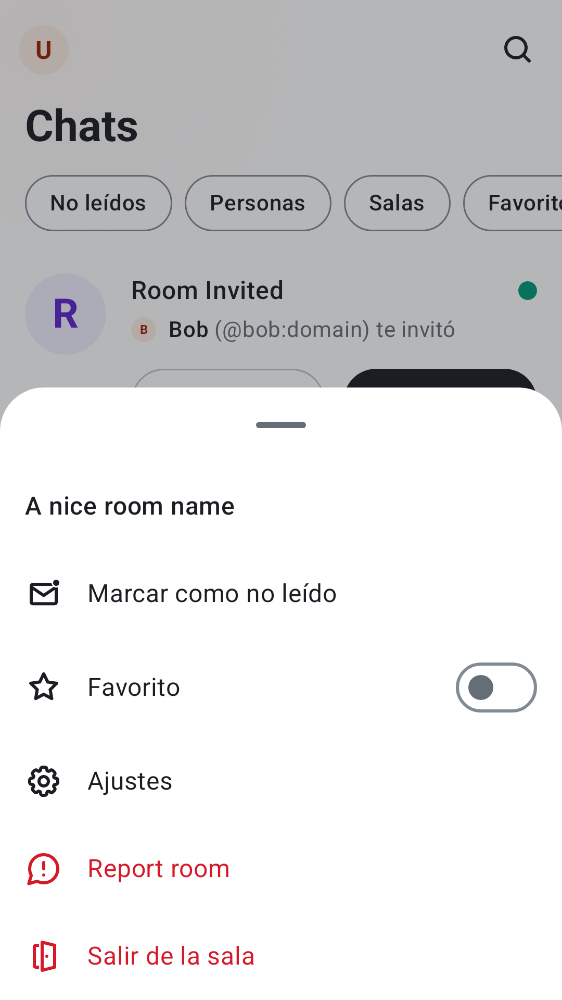 U
Chats
No leídos Personas Salas Favorito
R
Room Invited
B Bob (@bob:domain) te invitó
A nice room name
Marcar como no leído
Favorito
Ajustes
Report room
Salir de la sala